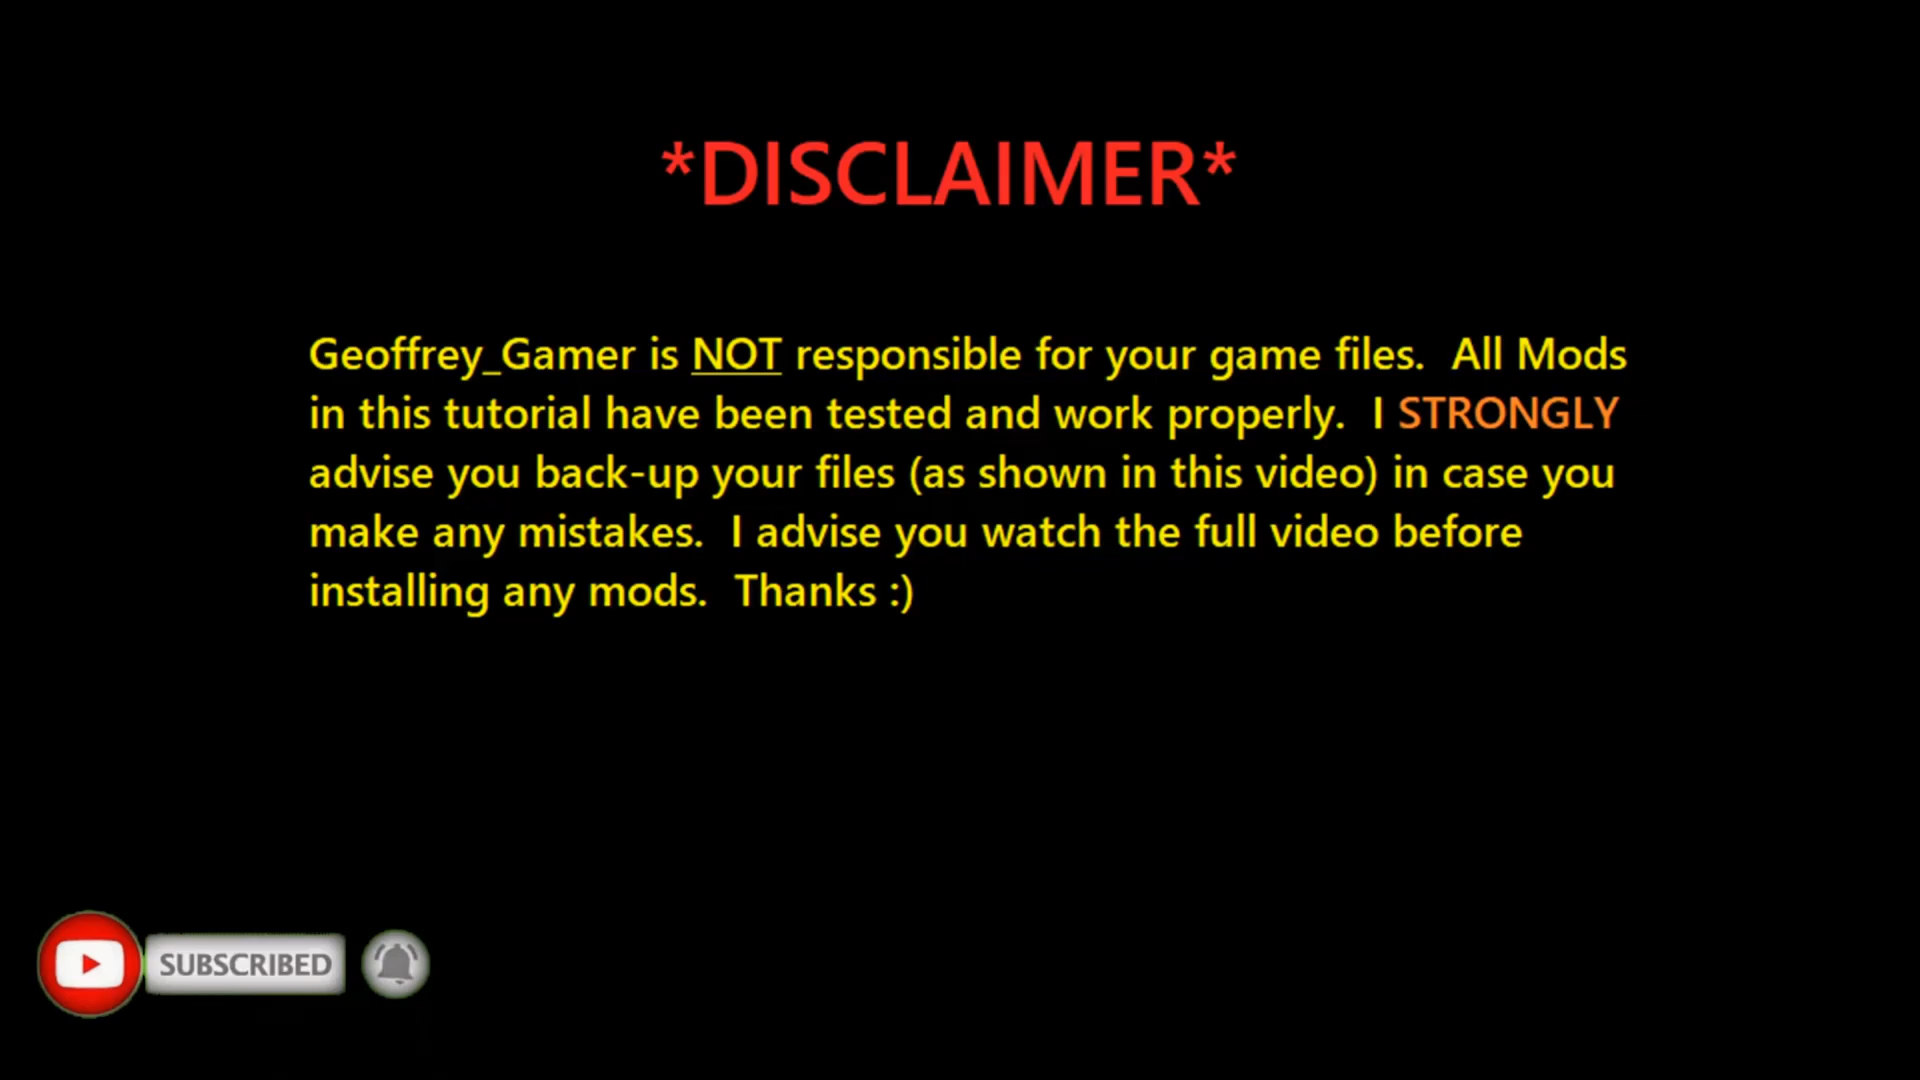 *DISCLAIMER*
Geoffrey_Gamer is NOT responsible for your game files.  All Mods
in this tutorial have been tested and work properly.  I STRONGLY
advise you back-up your files (as shown in this video) in case you
make any mistakes.  I advise you watch the full video before
installing any mods.  Thanks :)
SUBSCRIBED